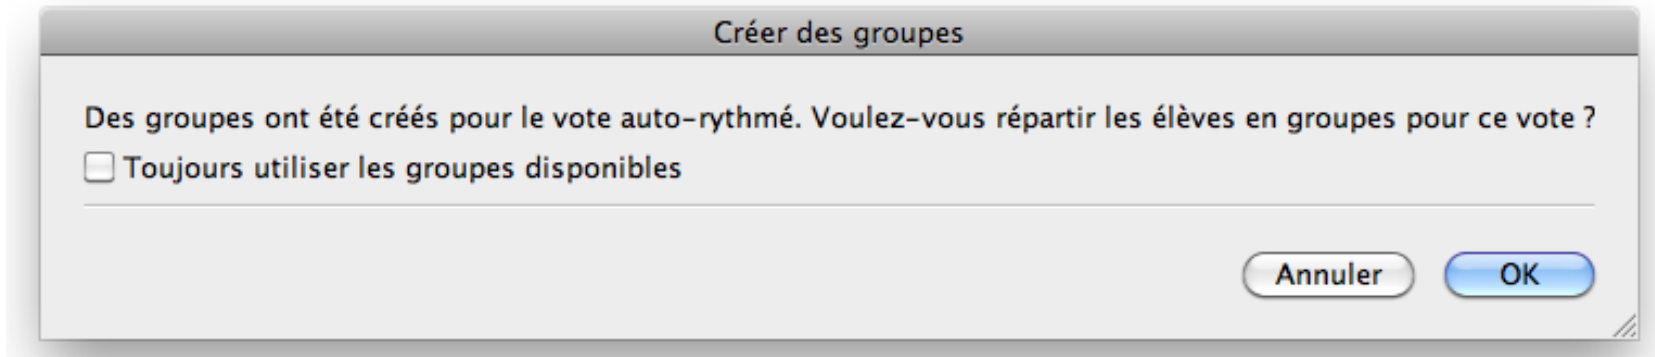 Créer des groupes
Des groupes ont été créés pour le vote auto-rythmé. Voulez-vous répartir les élèves en groupes pour ce vote ?
Toujours utiliser les groupes disponibles
Annuler
OK